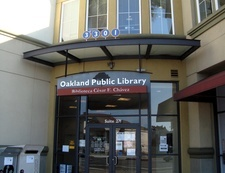 3301
Oakland Public Library
Biblioteca César E. Chávez
Suite 271